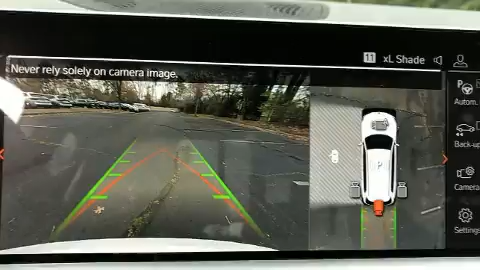 11 xL Shade
Never rely solely on camera image.
P
Autom.
P
Back-up
Camera
Settings